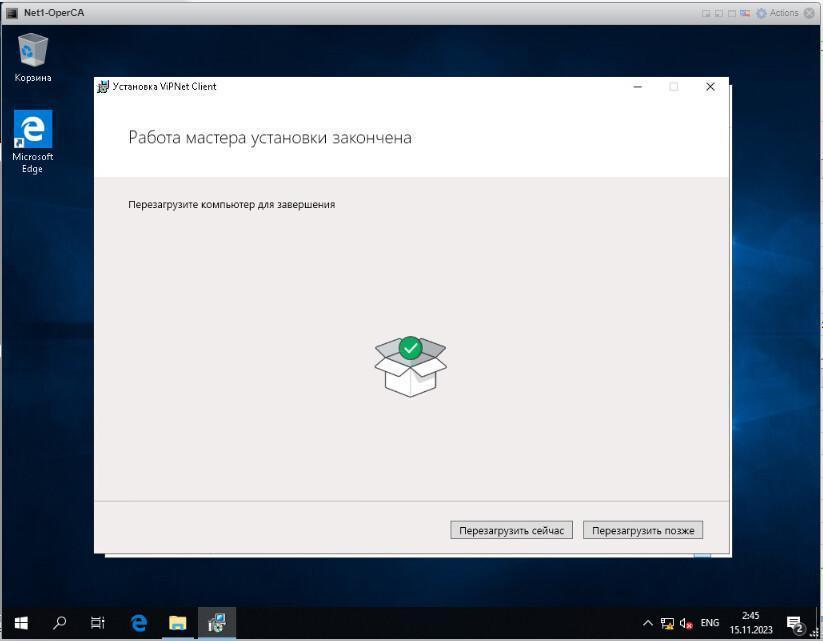 Net1-OperCA
Actions
Корзина
Microsoft
Edge
Установка ViPNet Client
Работа мастера установки закончена
Перезагрузите компьютер для завершения
Перезагрузить сейчас
Перезагрузить позже
ENG
2:45
15.11.2023
2